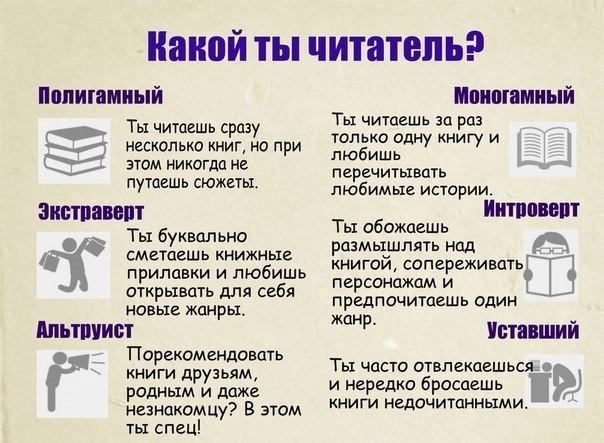 Какой ты читатель?
Полигамный
Ты читаешь сразу
несколько книг, но при
этом никогда не
путаешь сюжеты.
Моногамный
Ты читаешь за раз
только одну книгу и
любишь
перечитывать
любимые истории.
Экстраверт
Ты буквально
сметаешь книжные
прилавки и любишь
открывать для себя
новые жанры.
Интроверт
Ты обожаешь
размышлять над
книгой, сопереживать
персонажам и
предпочитаешь один
жанр.
Альтруист
Порекомендовать
книги друзьям,
родным и даже
незнакомцу? В этом
ты спец!
Уставший
Ты часто отвлекаешься
и нередко бросаешь
книги недочитанными.